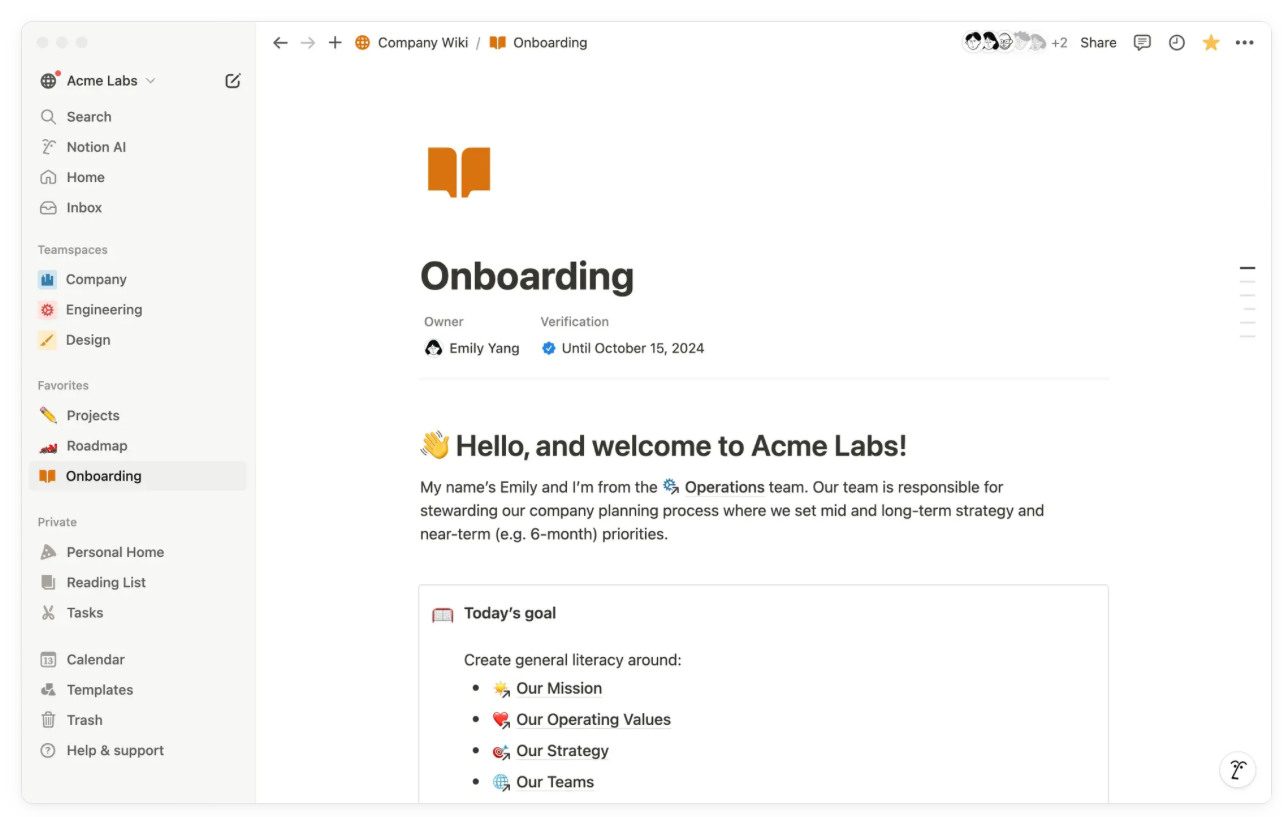 Company Wiki / Onboarding
+2 Share
Acme Labs
Search
Notion AI
Home
Inbox
Teamspaces
Company
Engineering
Design
Favorites
Projects
Roadmap
Onboarding
Private
Personal Home
Reading List
Tasks
13 Calendar
Templates
Trash
Help & support
Onboarding
Owner Verification
Emily Yang Until October 15, 2024
👋 Hello, and welcome to Acme Labs!
My name’s Emily and I’m from the Operations team. Our team is responsible for
stewarding our company planning process where we set mid and long-term strategy and
near-term (e.g. 6-month) priorities.
Today’s goal
Create general literacy around:
• Our Mission
• Our Operating Values
• Our Strategy
• Our Teams